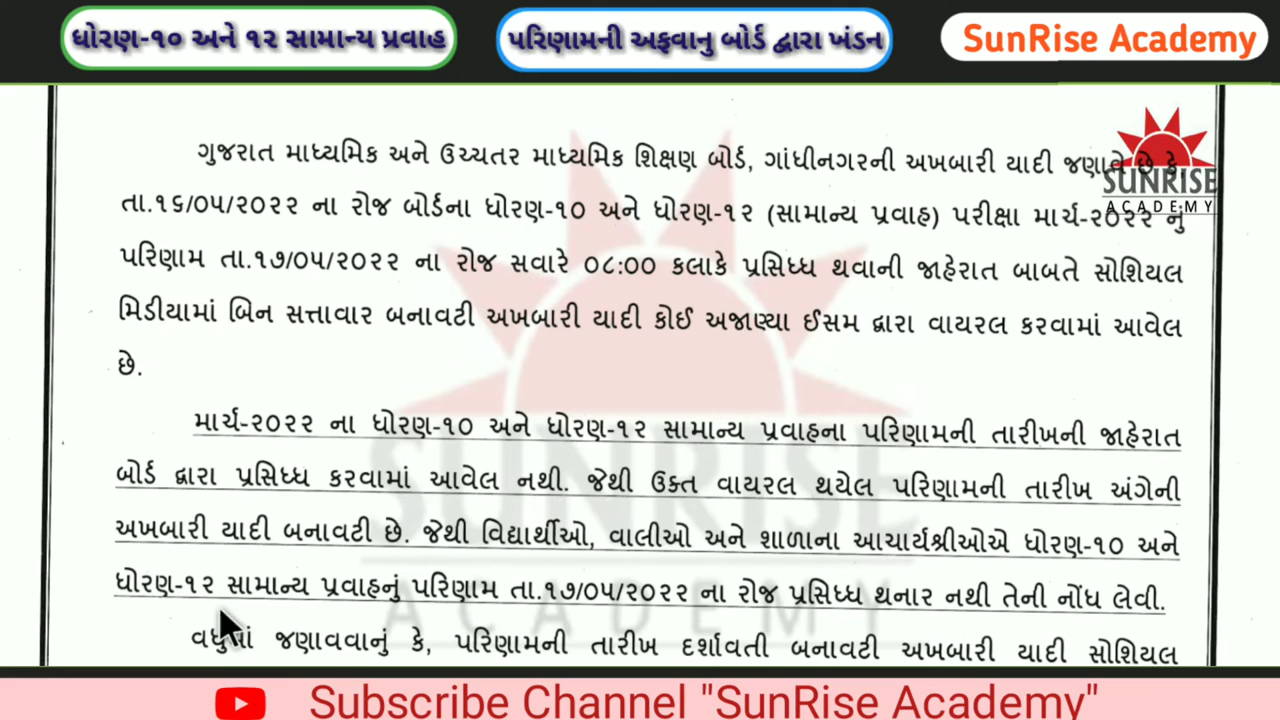 ધોરણ-૧૦ અને ૧૨ સામાન્ય પ્રવાહ
પરિણામની અફવાનુ બોર્ડ દ્વારા ખંડન
SunRise Academy
ગુજરાત માધ્યમિક અને ઉચ્ચતર માધ્યમિક શિક્ષણ બોર્ડ, ગાંધીનગરની અખબારી યાદી જણાવે છે કે,
તા.૧૬/૦૫/૨૦૨૨ ના રોજ બોર્ડના ધોરણ-૧૦ અને ધોરણ-૧૨ (સામાન્ય પ્રવાહ) પરીક્ષા માર્ચ-૨૦૨૨ નું
પરિણામ તા.૧૭/૦૫/૨૦૨૨ ના રોજ સવારે ૦૮:૦૦ કલાકે પ્રસિધ્ધ થવાની જાહેરાત બાબતે સોશિયલ
મિડીયામાં બિન સત્તાવાર બનાવટી અખબારી યાદી કોઈ અજાણ્યા ઈસમ દ્વારા વાયરલ કરવામાં આવેલ
છે.
માર્ચ-૨૦૨૨ ના ધોરણ-૧૦ અને ધોરણ-૧૨ સામાન્ય પ્રવાહના પરિણામની તારીખની જાહેરાત
બોર્ડ દ્વારા પ્રસિધ્ધ કરવામાં આવેલ નથી. જેથી ઉક્ત વાયરલ થયેલ પરિણામની તારીખ અંગેની
અખબારી યાદી બનાવટી છે. જેથી વિદ્યાર્થીઓ, વાલીઓ અને શાળાના આચાર્યશ્રીઓએ ધોરણ-૧૦ અને
ધોરણ-૧૨ સામાન્ય પ્રવાહનું પરિણામ તા.૧૭/૦૫/૨૦૨૨ ના રોજ પ્રસિધ્ધ થનાર નથી તેની નોંધ લેવી.
વધુમાં જણાવવાનું કે, પરિણામની તારીખ દર્શાવતી બનાવટી અખબારી યાદી સોશિયલ
SUNRISE
ACADEMY
SUNRISE
ACADEMY
Subscribe Channel "SunRise Academy"